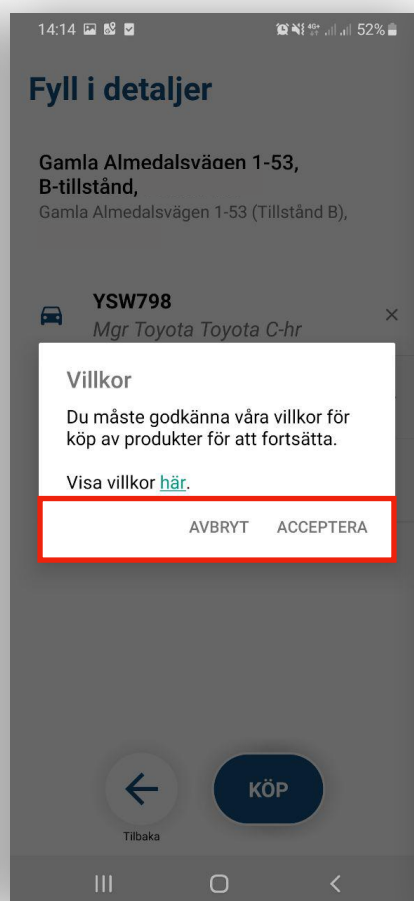 14:14 4G+ 52%
Fyll i detaljer
Gamla Almedalsvägen 1-53,
B-tillstånd,
Gamla Almedalsvägen 1-53 (Tillstånd B),
YSW798
Mgr Toyota Toyota C-hr
Villkor
Du måste godkänna våra villkor för
köp av produkter för att fortsätta.
Visa villkor här.
AVBRYT ACCEPTERA
KÖP
Tilbaka